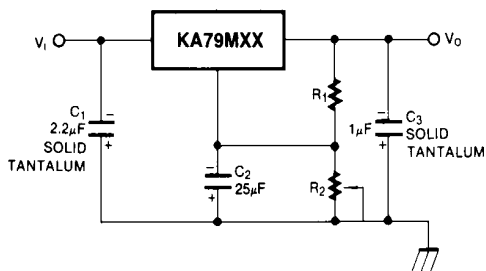 KA79MXX
VI
VO
C1
2.2µF
SOLID
TANTALUM
−
+
C2
25µF
−
+
R1
R2
C3
1µF
SOLID
TANTALUM
−
+